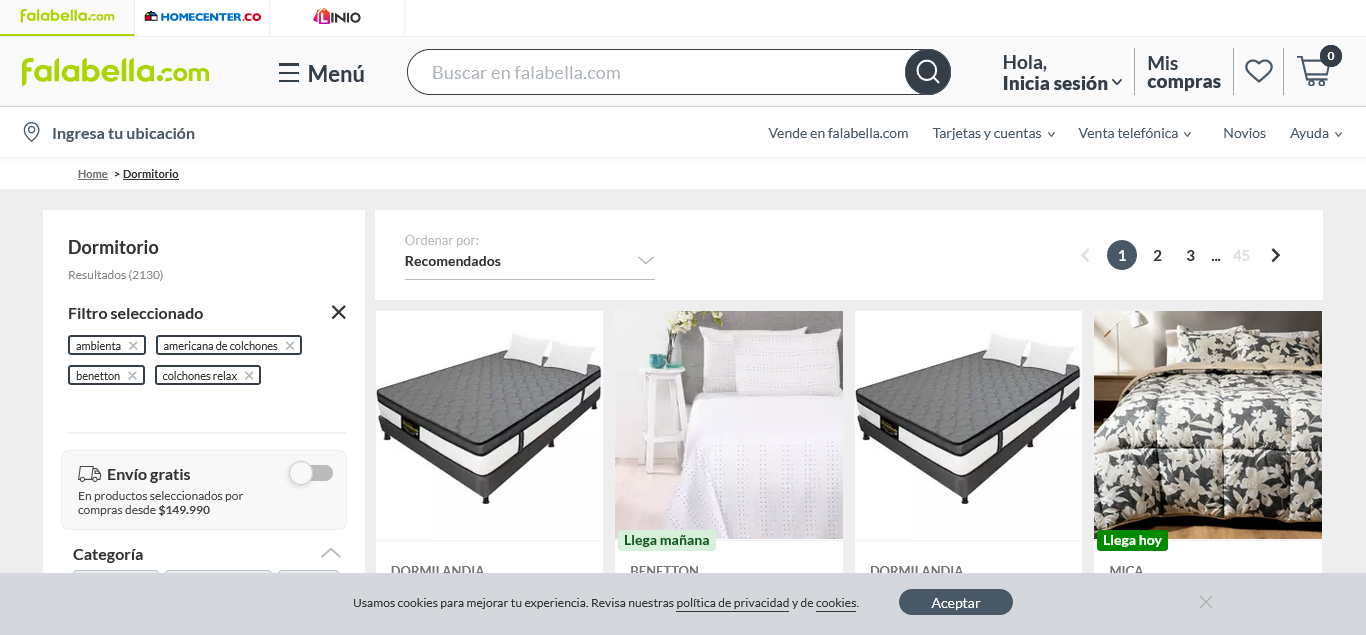 falabella.com
HOMECENTER.CO
LINIO
falabella.com
Menú
Buscar en falabella.com
Hola,
Inicia sesión
Mis
compras
0
Ingresa tu ubicación
Vende en falabella.com
Tarjetas y cuentas
Venta telefónica
Novios
Ayuda
Home > Dormitorio
Dormitorio
Resultados (2130)
Filtro seleccionado
ambienta
americana de colchones
benetton
colchones relax
Envío gratis
En productos seleccionados por
compras desde $149.990
Categoría
Ordenar por:
Recomendados
1 2 3 ... 45
Llega mañana
Llega hoy
DORMILANDIA
BENETTON
DORMILANDIA
MICA
Usamos cookies para mejorar tu experiencia. Revisa nuestras política de privacidad y de cookies.
Aceptar